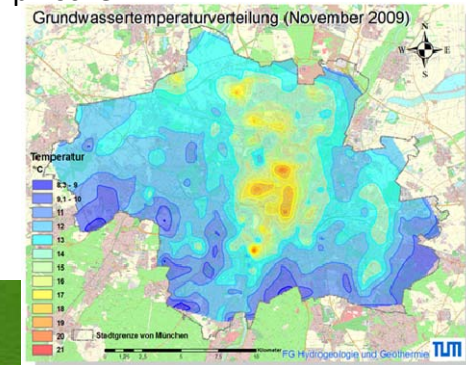 Grundwassertemperaturverteilung (November 2009)
N
W E
S
Temperatur
°C
8,3 - 9
9,1 - 10
11
12
13
14
15
16
17
18
19
20
21
Stadtgrenze von München
Kilometer
FG Hydrogeologie und Geothermie TUM